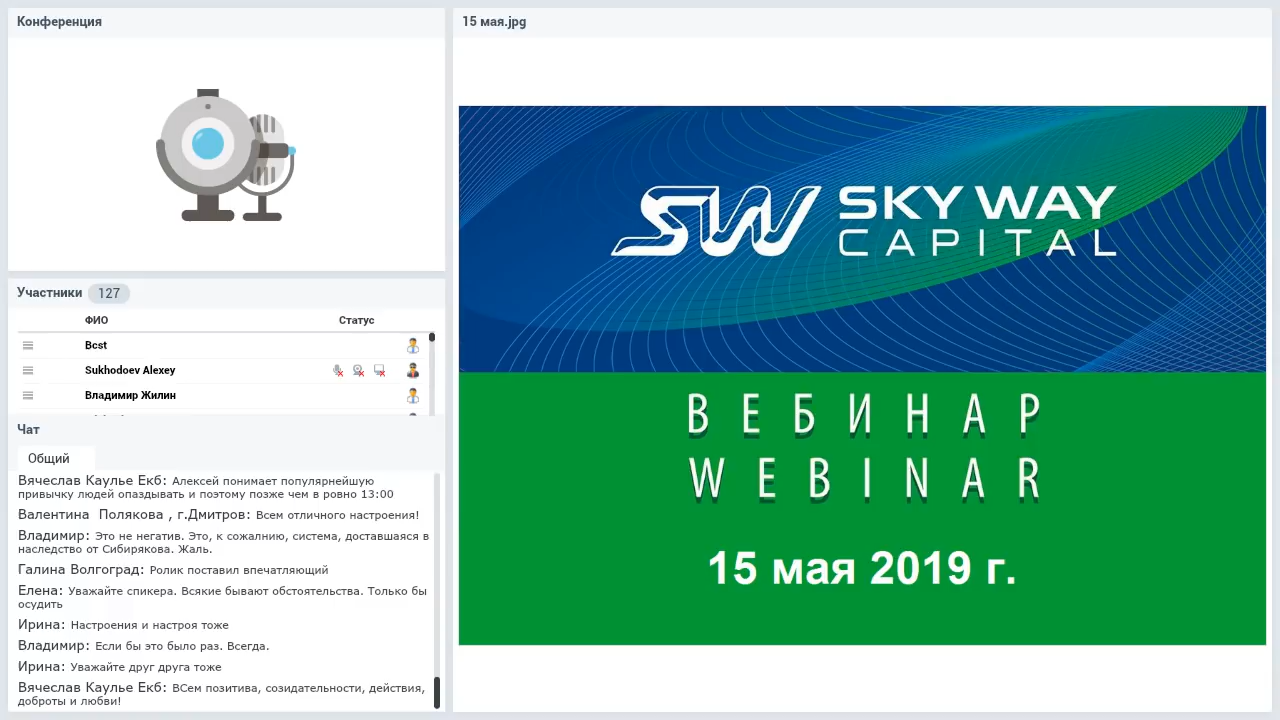 Конференция
15 мая.jpg
SKY WAY
CAPITAL
ВЕБИНАР
WEBINAR
15 мая 2019 г.
Участники 127
ФИО Статус
Bcst
Sukhodoev Alexey
Владимир Жилин
Чат
Общий
Вячеслав Каулье Екб: Алексей понимает популярнейшую
привычку людей опаздывать и поэтому позже чем в ровно 13:00
Валентина Полякова , г.Дмитров: Всем отличного настроения!
Владимир: Это не негатив. Это, к сожалнию, система, доставшаяся в
наследство от Сибирякова. Жаль.
Галина Волгоград: Ролик поставил впечатляющий
Елена: Уважайте спикера. Всякие бывают обстоятельства. Только бы
осудить
Ирина: Настроения и настроя тоже
Владимир: Если бы это было раз. Всегда.
Ирина: Уважайте друг друга тоже
Вячеслав Каулье Екб: ВСем позитива, созидательности, действия,
доброты и любви!